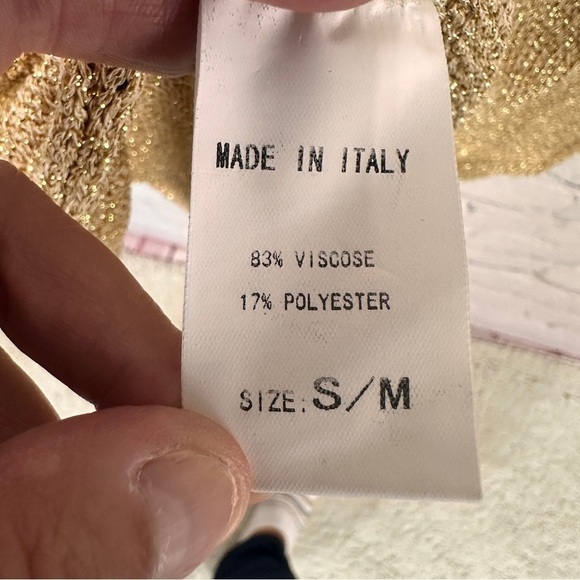 MADE IN ITALY
83% VISCOSE
17% POLYESTER
SIZE: S/M